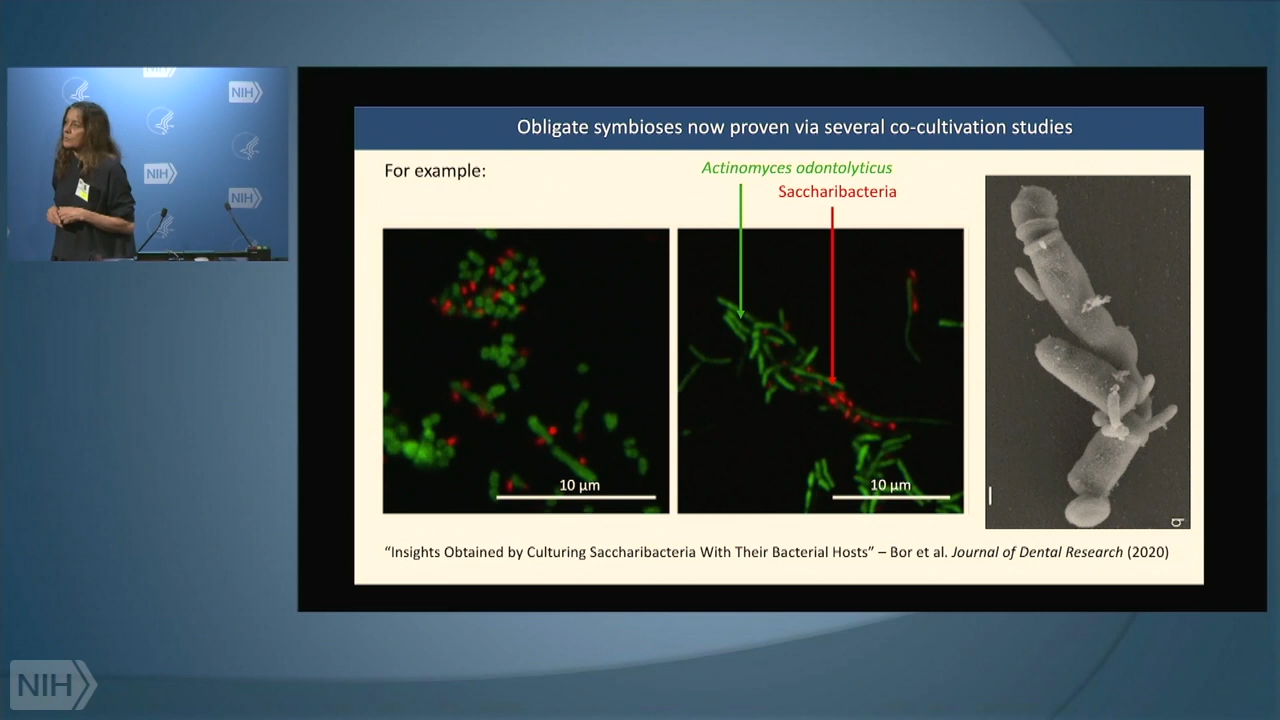 NIH
NIH
NIH
NIH
Obligate symbioses now proven via several co-cultivation studies
For example:
Actinomyces odontolyticus
Saccharibacteria
10 μm
10 μm
b
“Insights Obtained by Culturing Saccharibacteria With Their Bacterial Hosts” – Bor et al. Journal of Dental Research (2020)
NIH